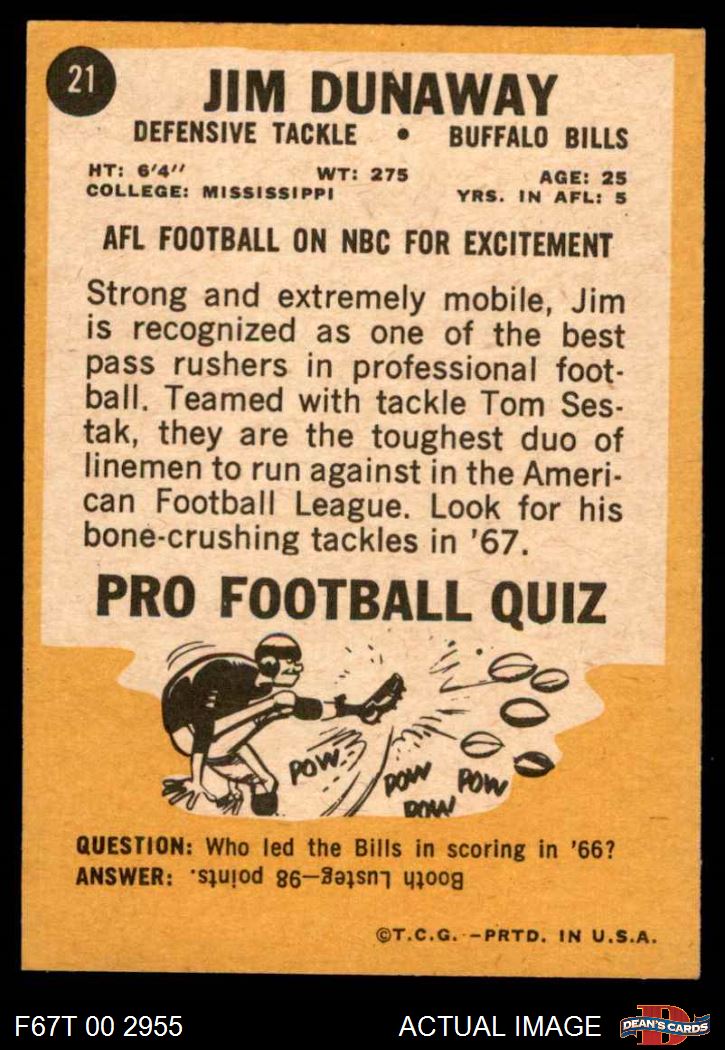 21
JIM DUNAWAY
DEFENSIVE TACKLE • BUFFALO BILLS
HT: 6'4" WT: 275 AGE: 25
COLLEGE: MISSISSIPPI YRS. IN AFL: 5
AFL FOOTBALL ON NBC FOR EXCITEMENT
Strong and extremely mobile, Jim
is recognized as one of the best
pass rushers in professional foot-
ball. Teamed with tackle Tom Ses-
tak, they are the toughest duo of
linemen to run against in the Ameri-
can Football League. Look for his
bone-crushing tackles in '67.
PRO FOOTBALL QUIZ
POW
POW
POW
POW
QUESTION: Who led the Bills in scoring in '66?
ANSWER: Booth Lusteg—98 points.
©T.C.G.-PRTD. IN U.S.A.
F67T 00 2955 ACTUAL IMAGE
D
DEAN'S CARDS